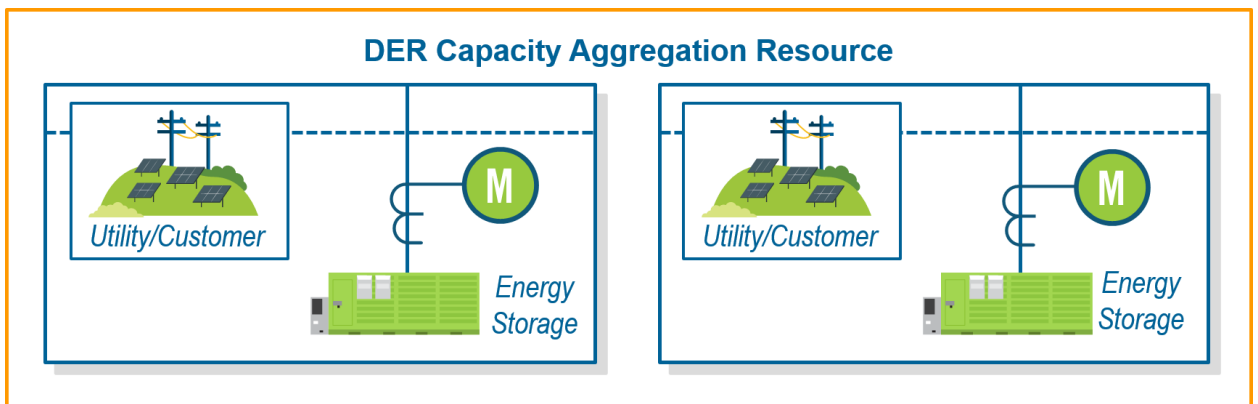 DER Capacity Aggregation Resource
M
Utility/Customer
Energy
Storage
M
Utility/Customer
Energy
Storage